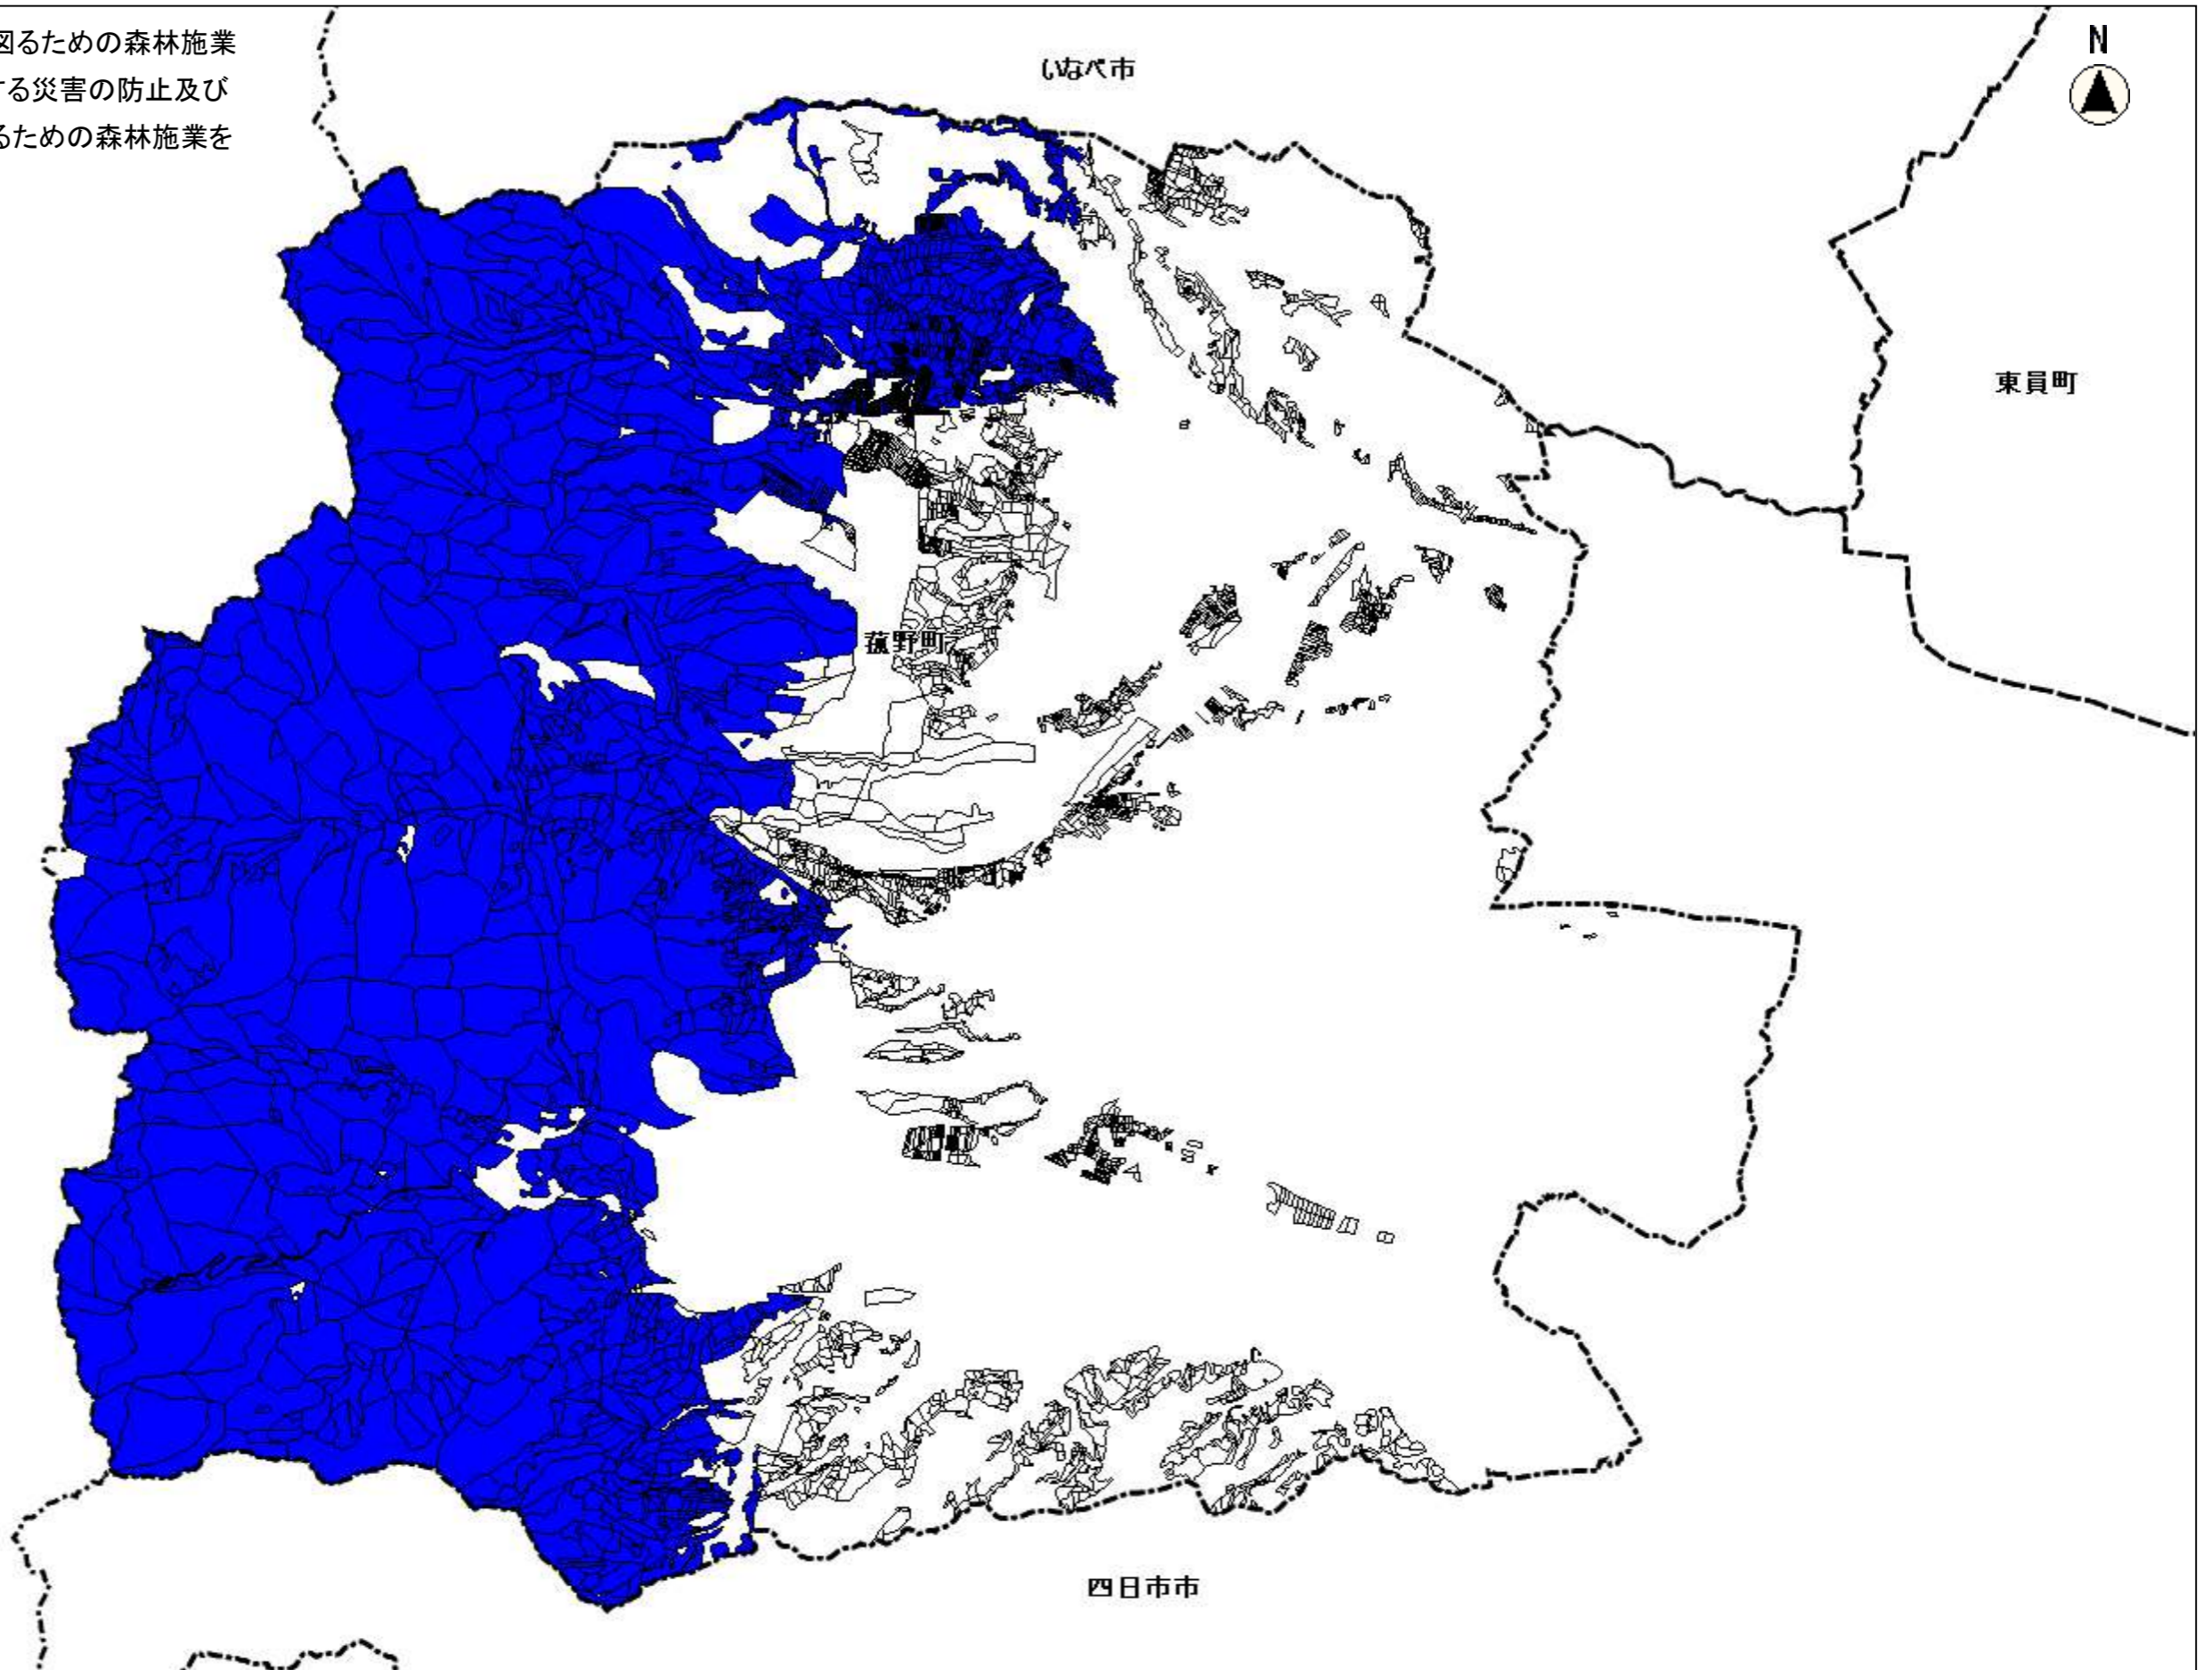 図るための森林施業
する災害の防止及び
るための森林施業を
いなべ市
N
東員町
菰野町
四日市市